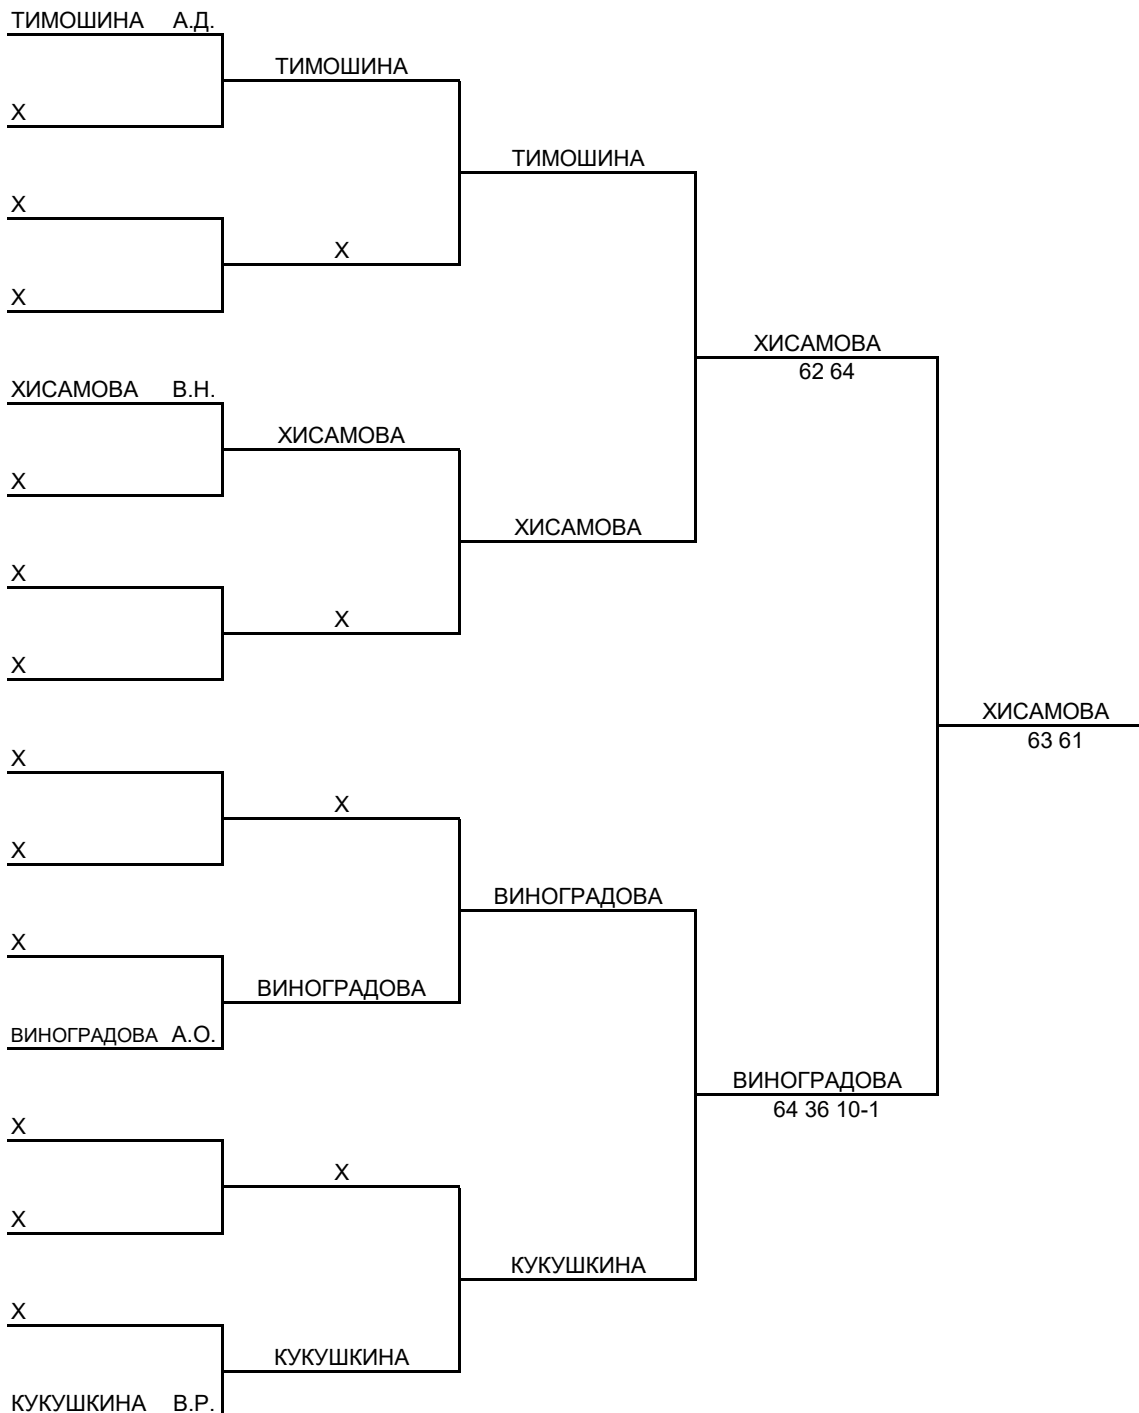 ТИМОШИНА А.Д.
ТИМОШИНА
Х
ТИМОШИНА
Х
Х
Х
ХИСАМОВА
62 64
ХИСАМОВА В.Н.
ХИСАМОВА
Х
ХИСАМОВА
Х
Х
Х
ХИСАМОВА
63 61
Х
Х
Х
ВИНОГРАДОВА
Х
ВИНОГРАДОВА
ВИНОГРАДОВА А.О.
ВИНОГРАДОВА
64 36 10-1
Х
Х
Х
КУКУШКИНА
Х
КУКУШКИНА
КУКУШКИНА В.Р.